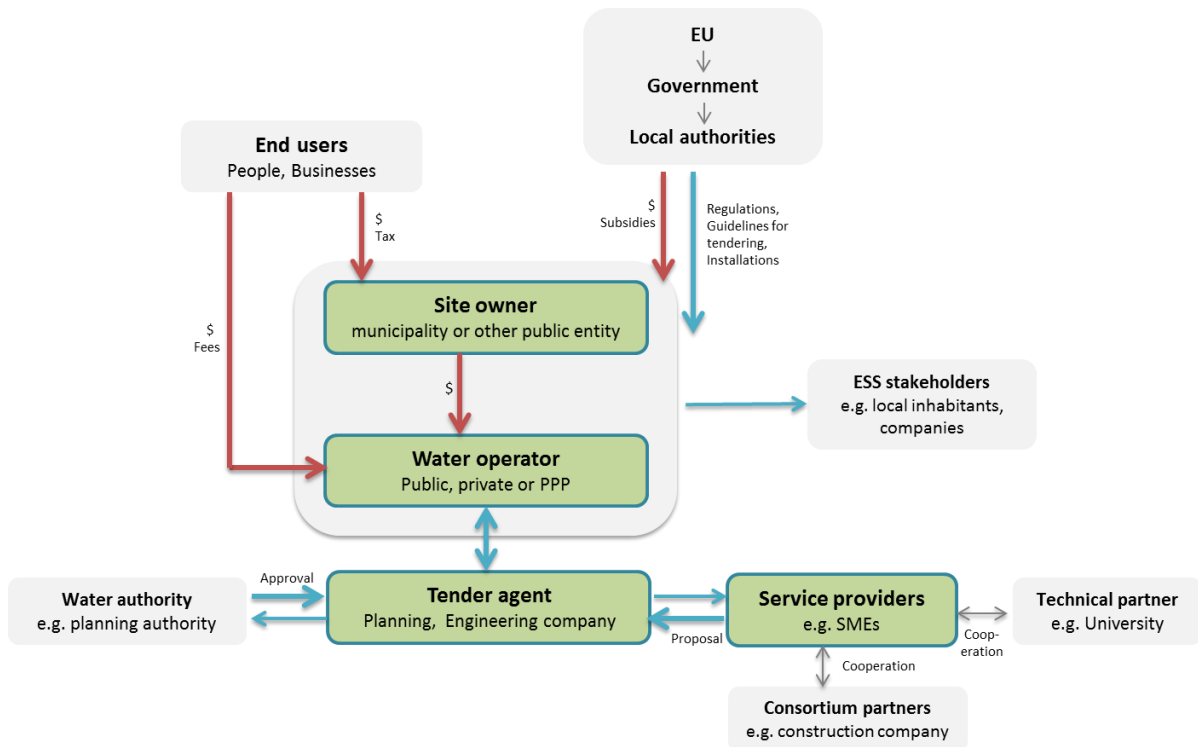 EU
Government
Local authorities
End users
People, Businesses
$
Tax
$
Subsidies
Regulations,
Guidelines for
tendering,
Installations
$
Fees
Site owner
municipality or other public entity
$
ESS stakeholders
e.g. local inhabitants,
companies
Water operator
Public, private or PPP
Approval
Water authority
e.g. planning authority
Tender agent
Planning, Engineering company
Proposal
Service providers
e.g. SMEs
Coop-
eration
Technical partner
e.g. University
Cooperation
Consortium partners
e.g. construction company